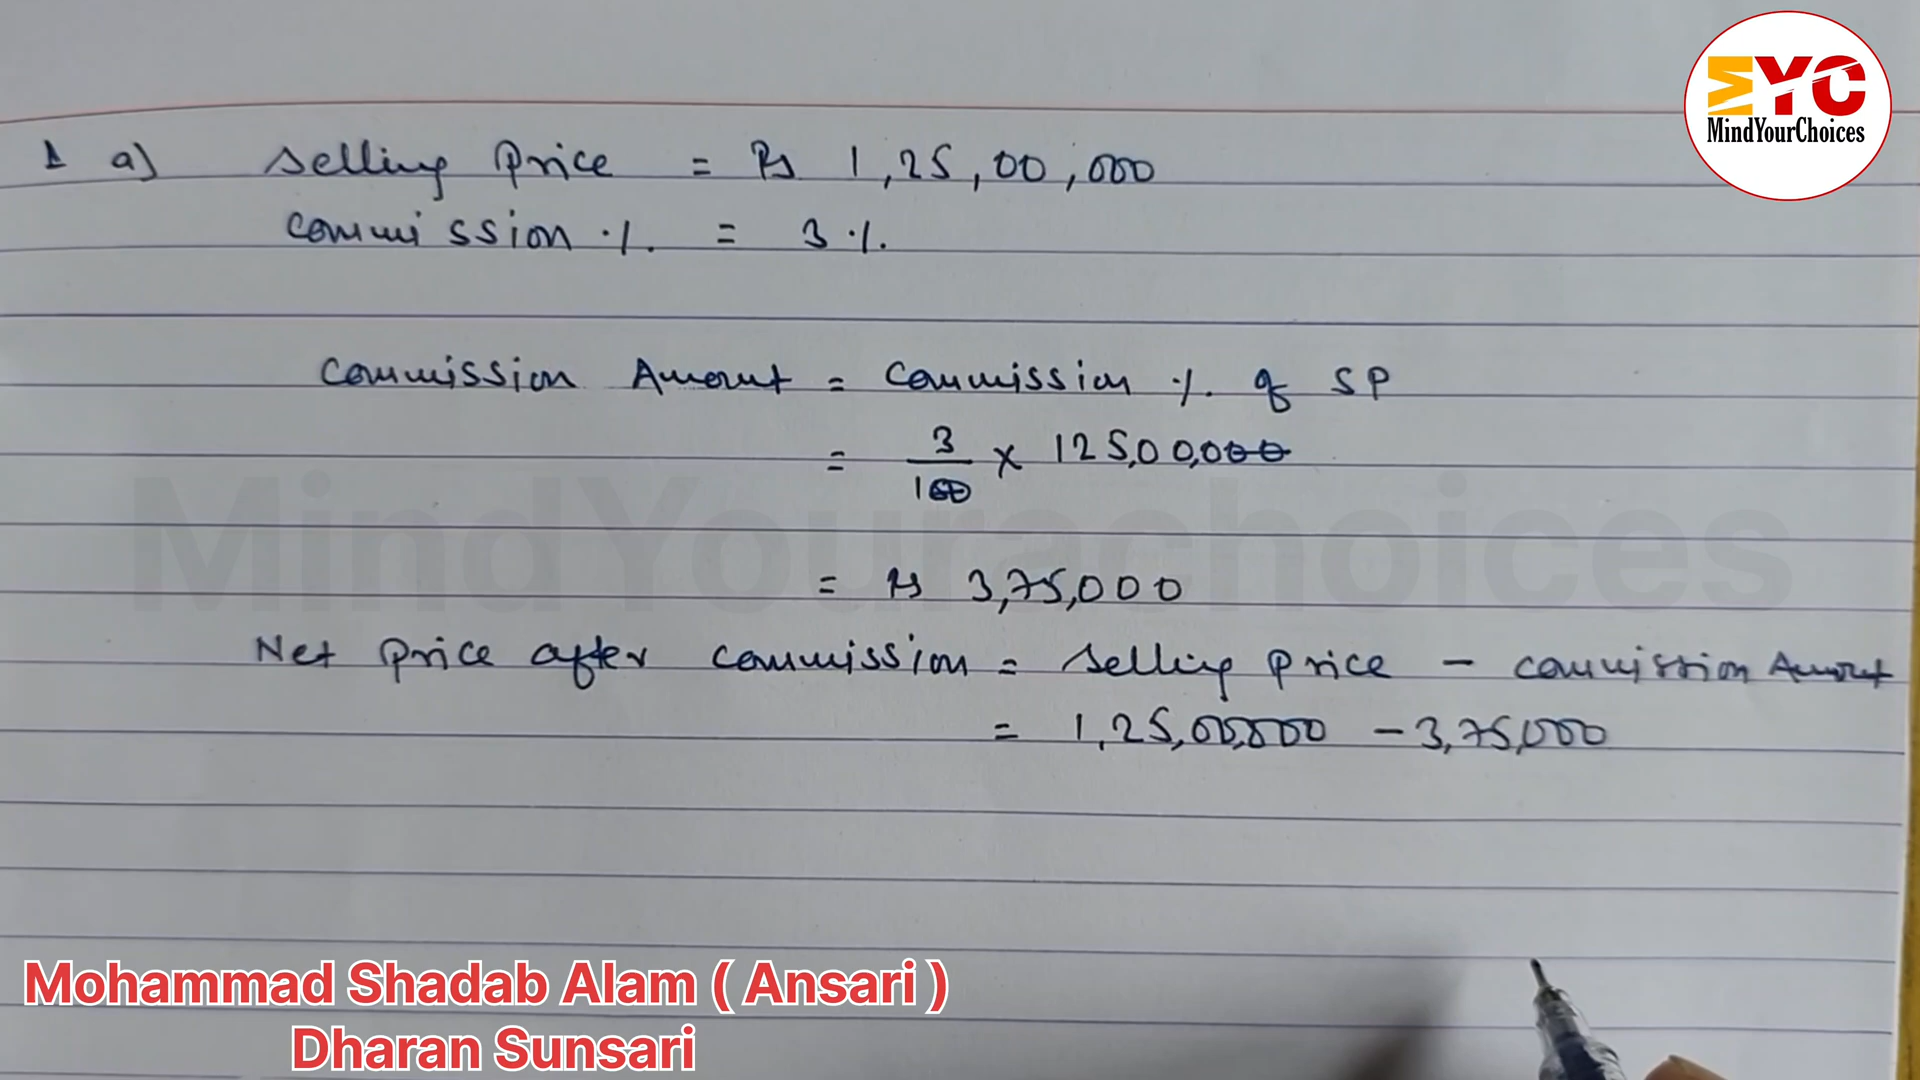 MYC
MindYourChoices
1 a) Selling Price = Rs 1,25,00,000
Commission % = 3 %
Commission Amount = Commission % of SP
= 3/100 × 125,00,000
MindYourachoices
= Rs 3,75,000
Net Price after commission = Selling Price - commission Amount
= 1,25,00,000 - 3,75,000
Mohammad Shadab Alam ( Ansari )
Dharan Sunsari